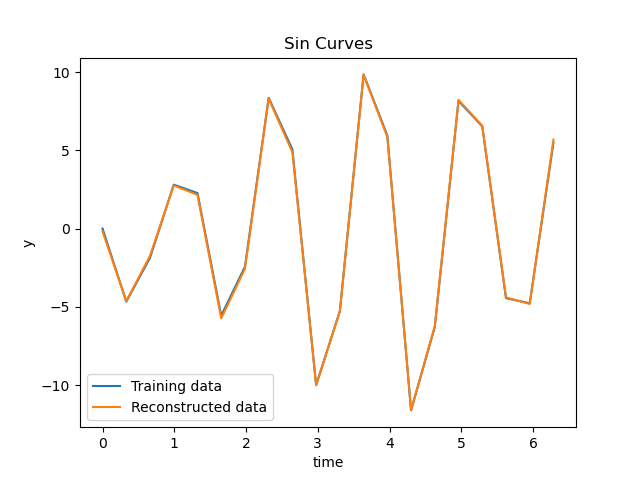 Sin Curves
10
5
0
−5
−10
y
Training data
Reconstructed data
0 1 2 3 4 5 6
time